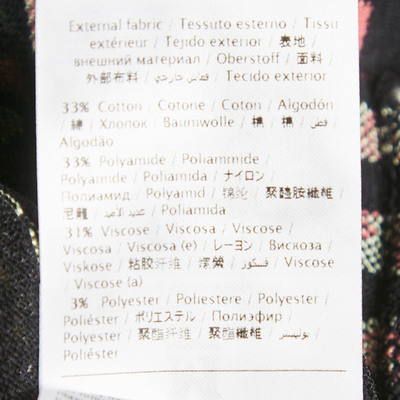 External fabric / Tessuto esterno / Tissu
extérieur / Tejido exterior / 表地 /
внешний материал / Oberstoff / 面料 /
外部布料 / قماش خارجي / Tecido exterior
33% Cotton / Cotone / Coton / Algodón
/ 綿 / Хлопок / Baumwolle / 棉 / 棉 / قطن /
Algodão
33% Polyamide / Poliammide /
Polyamide / Poliamida / ナイロン /
Полиамид / Polyamid / 锦纶 / 聚醯胺纖維 /
尼龍 / عديد الأميد / Poliamida
31% Viscose / Viscosa / Viscose /
Viscosa / Viscosa (e) / レーヨン / Вискоза /
Viskose / 粘胶纤维 / 嫘縈 / فسكوز / Viscose
/ Viscose (a)
3% Polyester / Poliestere / Polyester /
Poliéster / ポリエステル / Полиэфир /
Polyester / 聚酯纤维 / 聚酯纖維 / بوليستر /
Poliéster